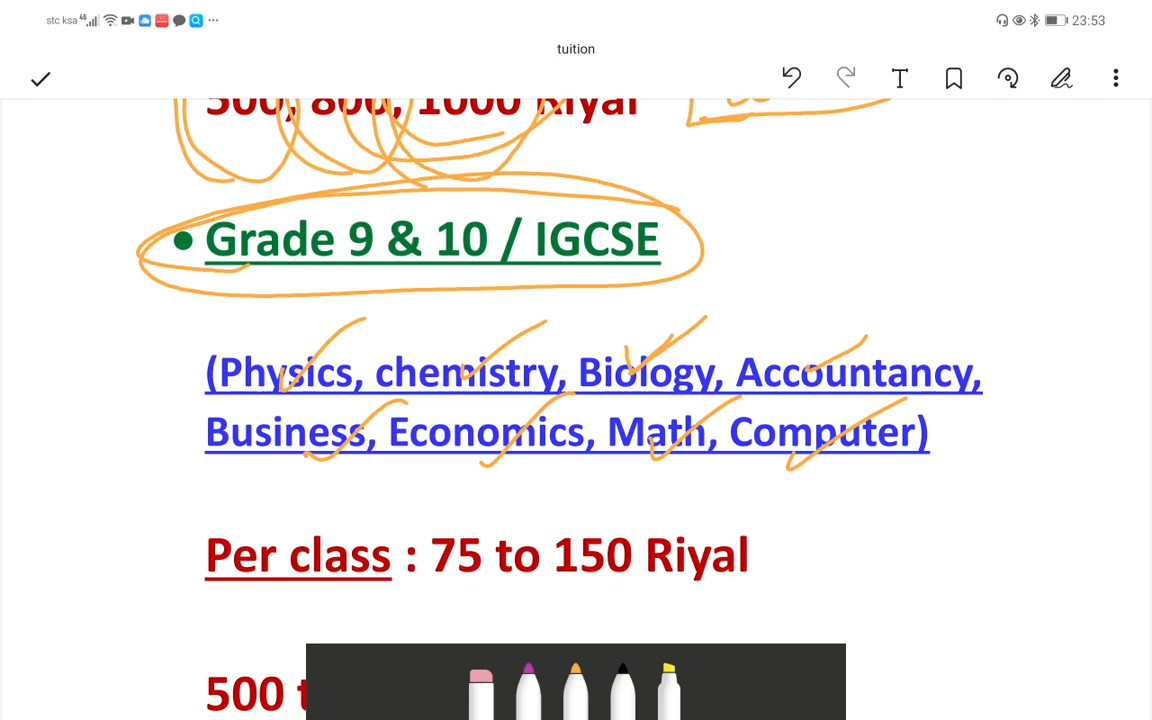 stc ksa 4G 23:53
tuition
500, 800, 1000 Riyal
• Grade 9 & 10 / IGCSE
(Physics, chemistry, Biology, Accountancy,
Business, Economics, Math, Computer)
Per class : 75 to 150 Riyal
500